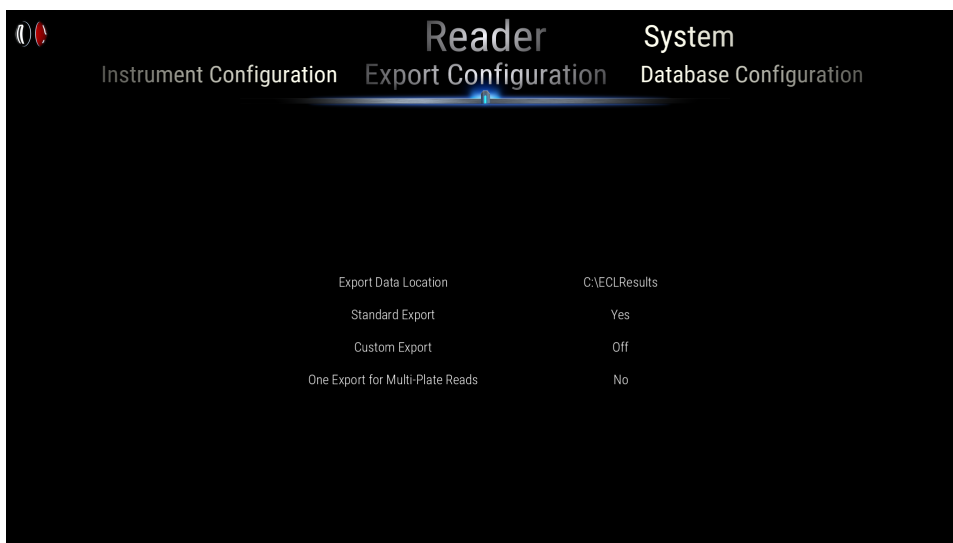 Reader System
Instrument Configuration Export Configuration Database Configuration
Export Data Location C:\ECLResults
Standard Export Yes
Custom Export Off
One Export for Multi-Plate Reads No